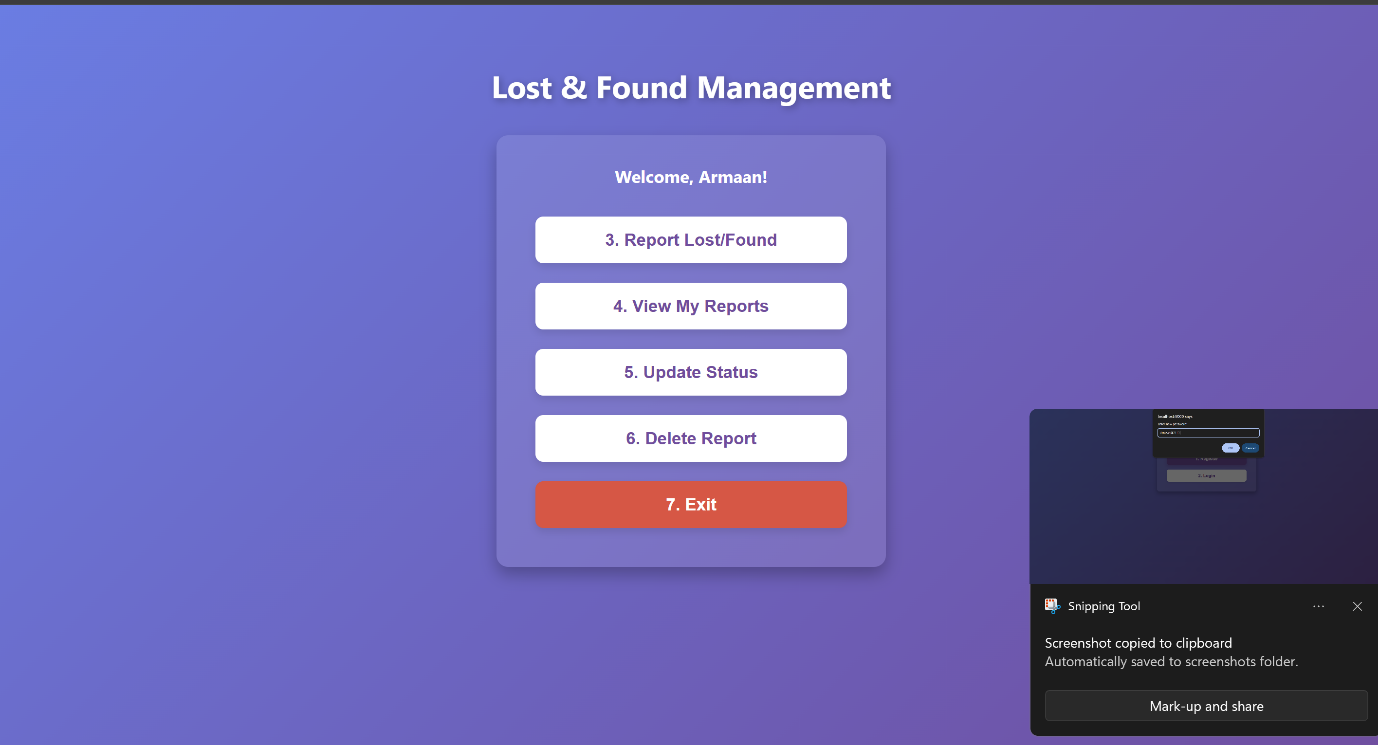 Lost & Found Management
Welcome, Armaan!
3. Report Lost/Found
4. View My Reports
5. Update Status
6. Delete Report
7. Exit
Snipping Tool
Screenshot copied to clipboard
Automatically saved to screenshots folder.
Mark-up and share